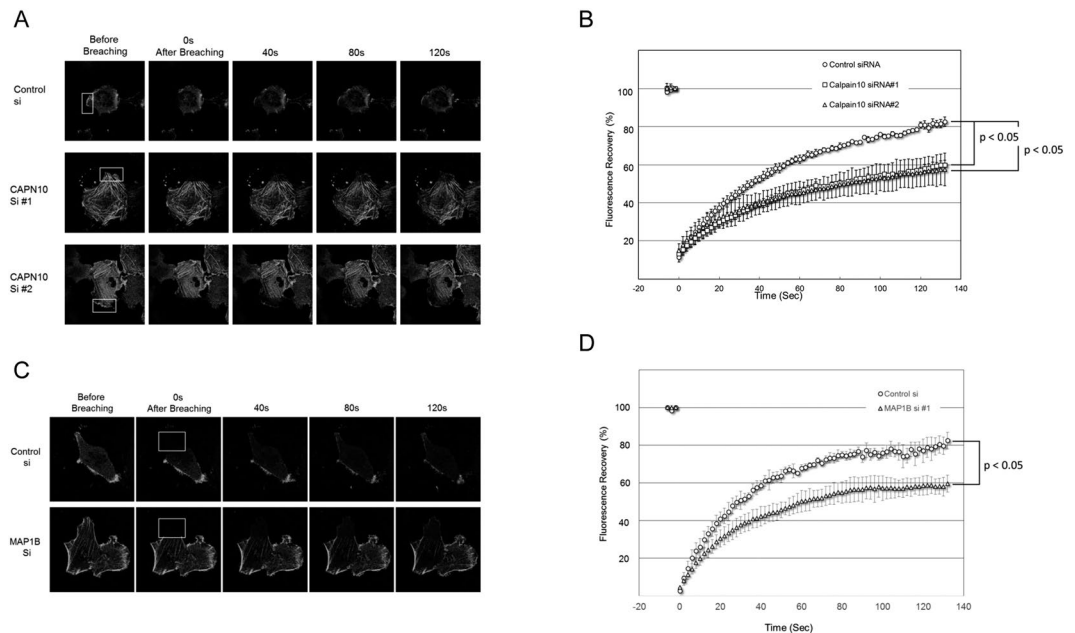 A
Before
Breaching
0s
After Breaching
40s
80s
120s
Control
si
CAPN10
Si #1
CAPN10
Si #2
B
Control siRNA
Calpain10 siRNA#1
Calpain10 siRNA#2
100
80
60
40
20
Fluorescence Recovery (%)
-20
0
20
40
60
80
100
120
140
Time (Sec)
p < 0.05
p < 0.05
C
Before
Breaching
0s
After Breaching
40s
80s
120s
Control
si
MAP1B
Si
D
Control si
MAP1B si #1
100
80
60
40
20
Fluorescence Recovery (%)
-20
0
20
40
60
80
100
120
140
Time (Sec)
p < 0.05